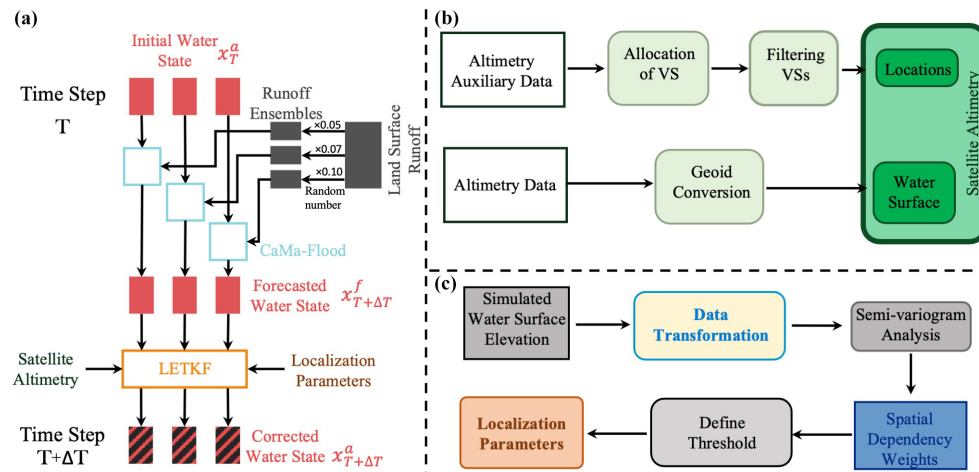 (a)
Initial Water
State
x_T^a
Time Step
T
Runoff
Ensembles
×0.05
×0.07
×0.10
Random
number
Land Surface
Runoff
CaMa-Flood
Forecasted
Water State
x_{T+ΔT}^f
Satellite
Altimetry
LETKF
Localization
Parameters
Time Step
T+ΔT
Corrected
Water State
x_{T+ΔT}^a
(b)
Altimetry
Auxiliary Data
Allocation
of VS
Filtering
VSs
Locations
Altimetry Data
Geoid
Conversion
Water
Surface
Satellite Altimetry
(c)
Simulated
Water Surface
Elevation
Data
Transformation
Semi-variogram
Analysis
Localization
Parameters
Define
Threshold
Spatial
Dependency
Weights